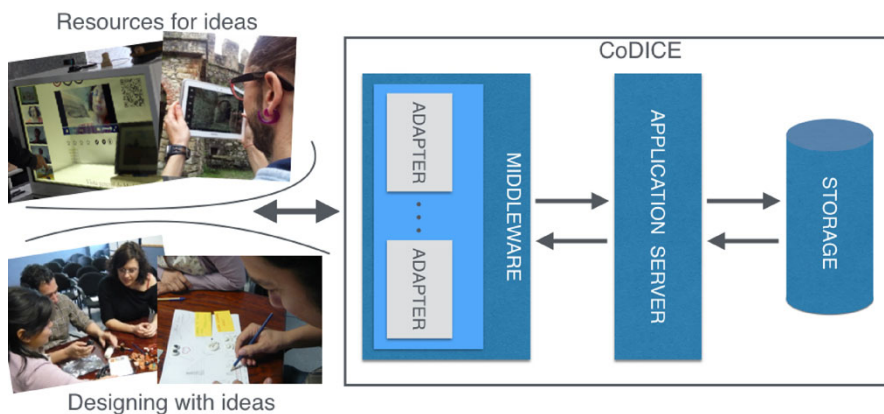 Resources for ideas
CoDICE
ADAPTER
ADAPTER
MIDDLEWARE
APPLICATION SERVER
STORAGE
Designing with ideas